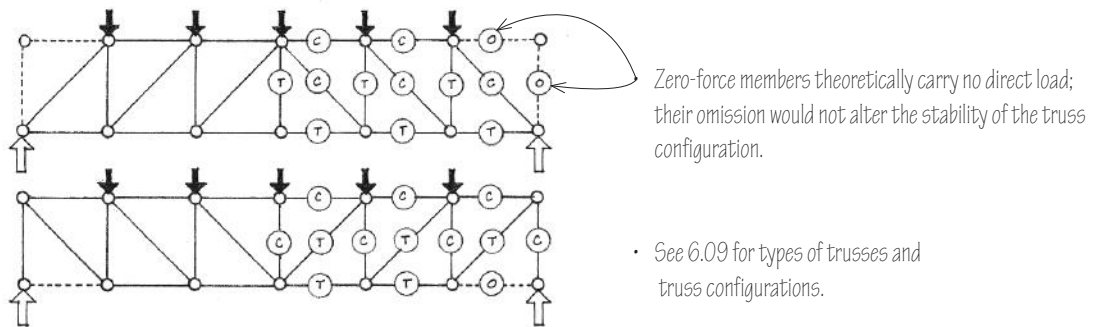 C C O
T C T C T C O
T T T
C C C
C T C T C T C
T T O
• Zero-force members theoretically carry no direct load;
their omission would not alter the stability of the truss
configuration.
• See 6.09 for types of trusses and
truss configurations.